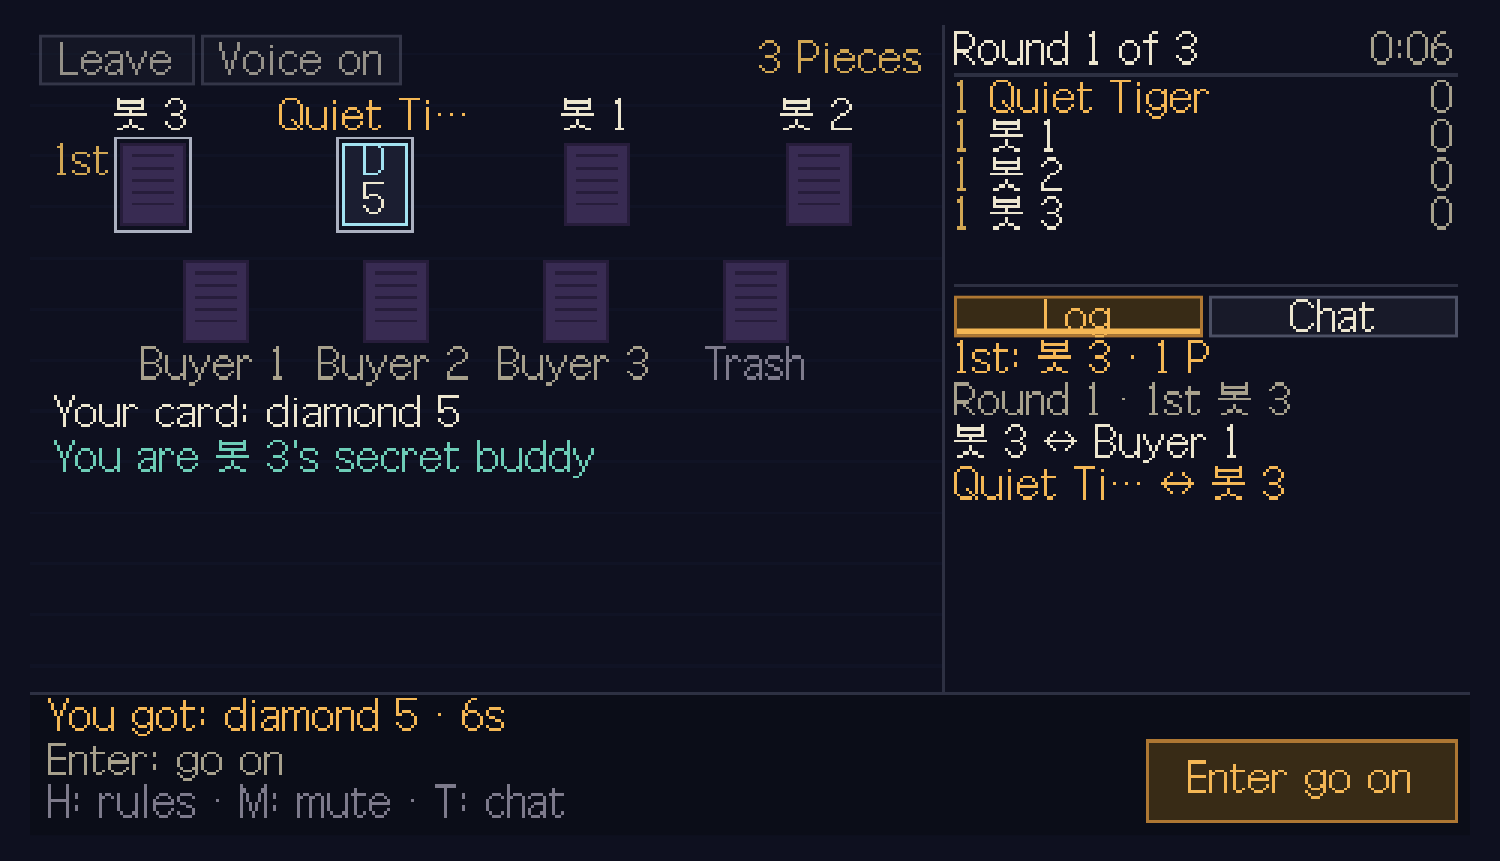 Leave Voice on 3 Pieces
봇 3 Quiet Ti··· 봇 1 봇 2
1st
D
5
Buyer 1 Buyer 2 Buyer 3 Trash
Your card: diamond 5
You are 봇 3's secret buddy
Round 1 of 3 0:06
1 Quiet Tiger 0
1 봇 1 0
1 봇 2 0
1 봇 3 0
Log Chat
1st: 봇 3 · 1 P
Round 1 · 1st 봇 3
봇 3 ⇔ Buyer 1
Quiet Ti··· ⇔ 봇 3
You got: diamond 5 · 6s
Enter: go on
H: rules · M: mute · T: chat
Enter go on